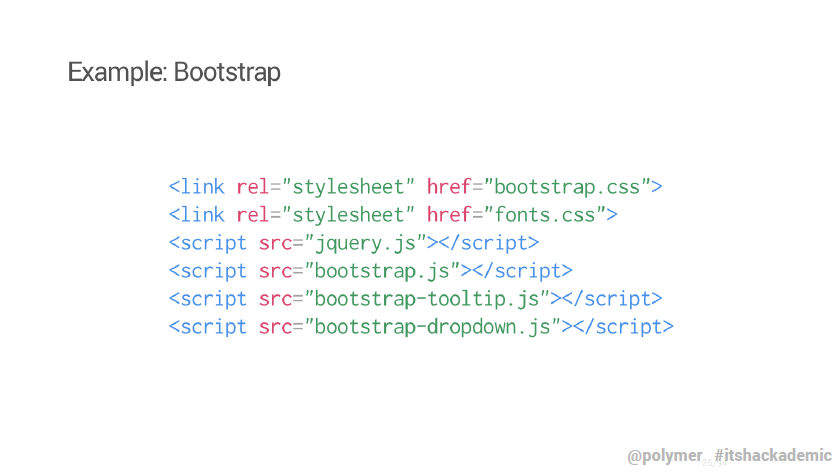 Example: Bootstrap
<link rel="stylesheet" href="bootstrap.css">
<link rel="stylesheet" href="fonts.css">
<script src="jquery.js"></script>
<script src="bootstrap.js"></script>
<script src="bootstrap-tooltip.js"></script>
<script src="bootstrap-dropdown.js"></script>
@polymer #itshackademic